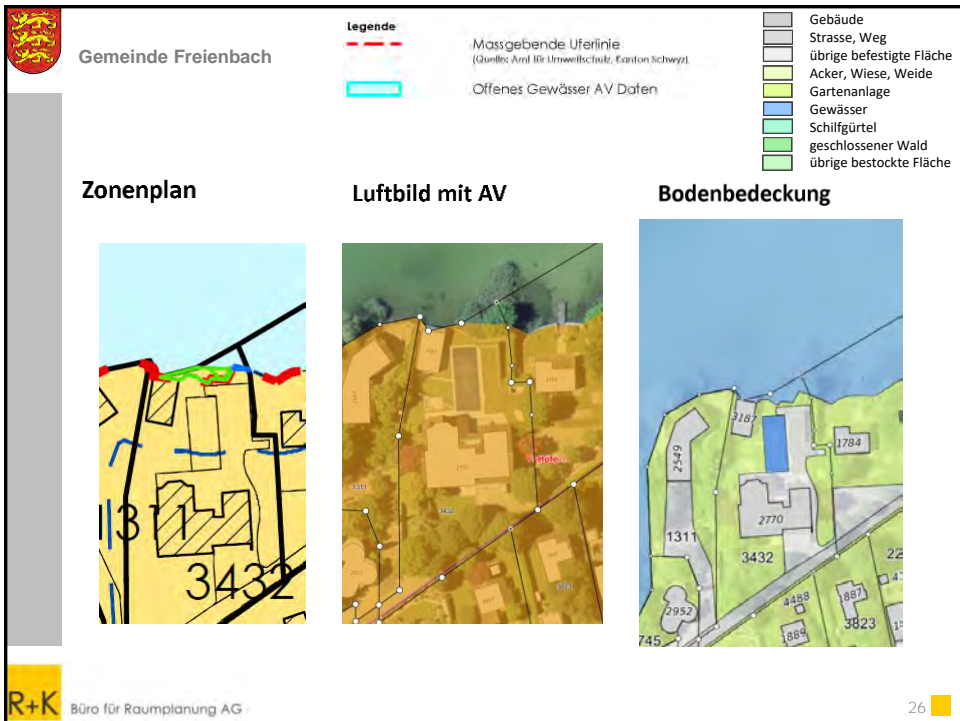 Gemeinde Freienbach
Legende
Massgebende Uferlinie
(Quelle: Amt für Umweltschutz, Kanton Schwyz)
Offenes Gewässer AV Daten
Gebäude
Strasse, Weg
übrige befestigte Fläche
Acker, Wiese, Weide
Gartenanlage
Gewässer
Schilfgürtel
geschlossener Wald
übrige bestockte Fläche
Zonenplan
Luftbild mit AV
Bodenbedeckung
1311
3432
1311
3432
3187
2549
1784
2770
1311
3432
2952
4488
1887
3823
1889
745
R+K Büro für Raumplanung AG
26